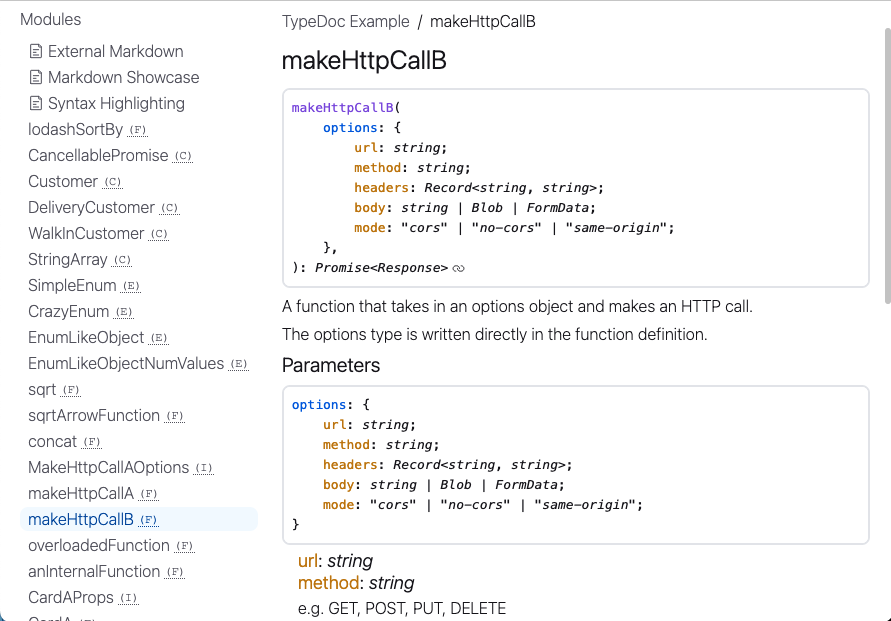 Modules
External Markdown
Markdown Showcase
Syntax Highlighting
lodashSortBy (F)
CancellablePromise (C)
Customer (C)
DeliveryCustomer (C)
WalkInCustomer (C)
StringArray (C)
SimpleEnum (E)
CrazyEnum (E)
EnumLikeObject (E)
EnumLikeObjectNumValues (E)
sqrt (F)
sqrtArrowFunction (F)
concat (F)
MakeHttpCallAOptions (I)
makeHttpCallA (F)
makeHttpCallB (F)
overloadedFunction (F)
anInternalFunction (F)
CardAProps (I)
TypeDoc Example / makeHttpCallB
makeHttpCallB
makeHttpCallB(
options: {
url: string;
method: string;
headers: Record<string, string>;
body: string | Blob | FormData;
mode: "cors" | "no-cors" | "same-origin";
},
): Promise<Response>
A function that takes in an options object and makes an HTTP call.
The options type is written directly in the function definition.
Parameters
options: {
url: string;
method: string;
headers: Record<string, string>;
body: string | Blob | FormData;
mode: "cors" | "no-cors" | "same-origin";
}
url: string
method: string
e.g. GET, POST, PUT, DELETE